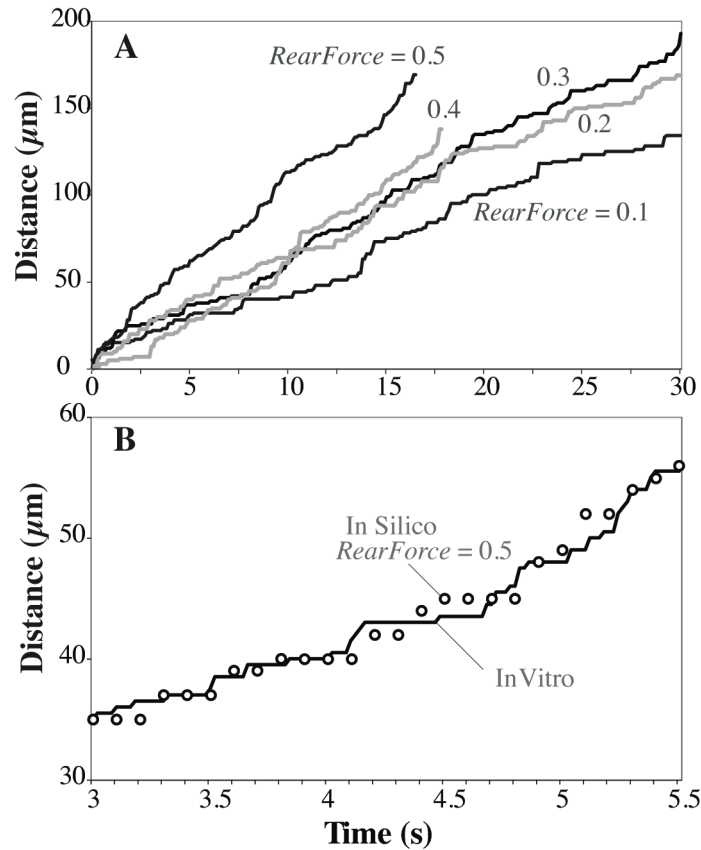 A
200
150
100
50
0
Distance (µm)
RearForce = 0.5
0.4
0.3
0.2
RearForce = 0.1
0 5 10 15 20 25 30
B
60
50
40
30
Distance (µm)
In Silico
RearForce = 0.5
InVitro
3 3.5 4 4.5 5 5.5
Time (s)